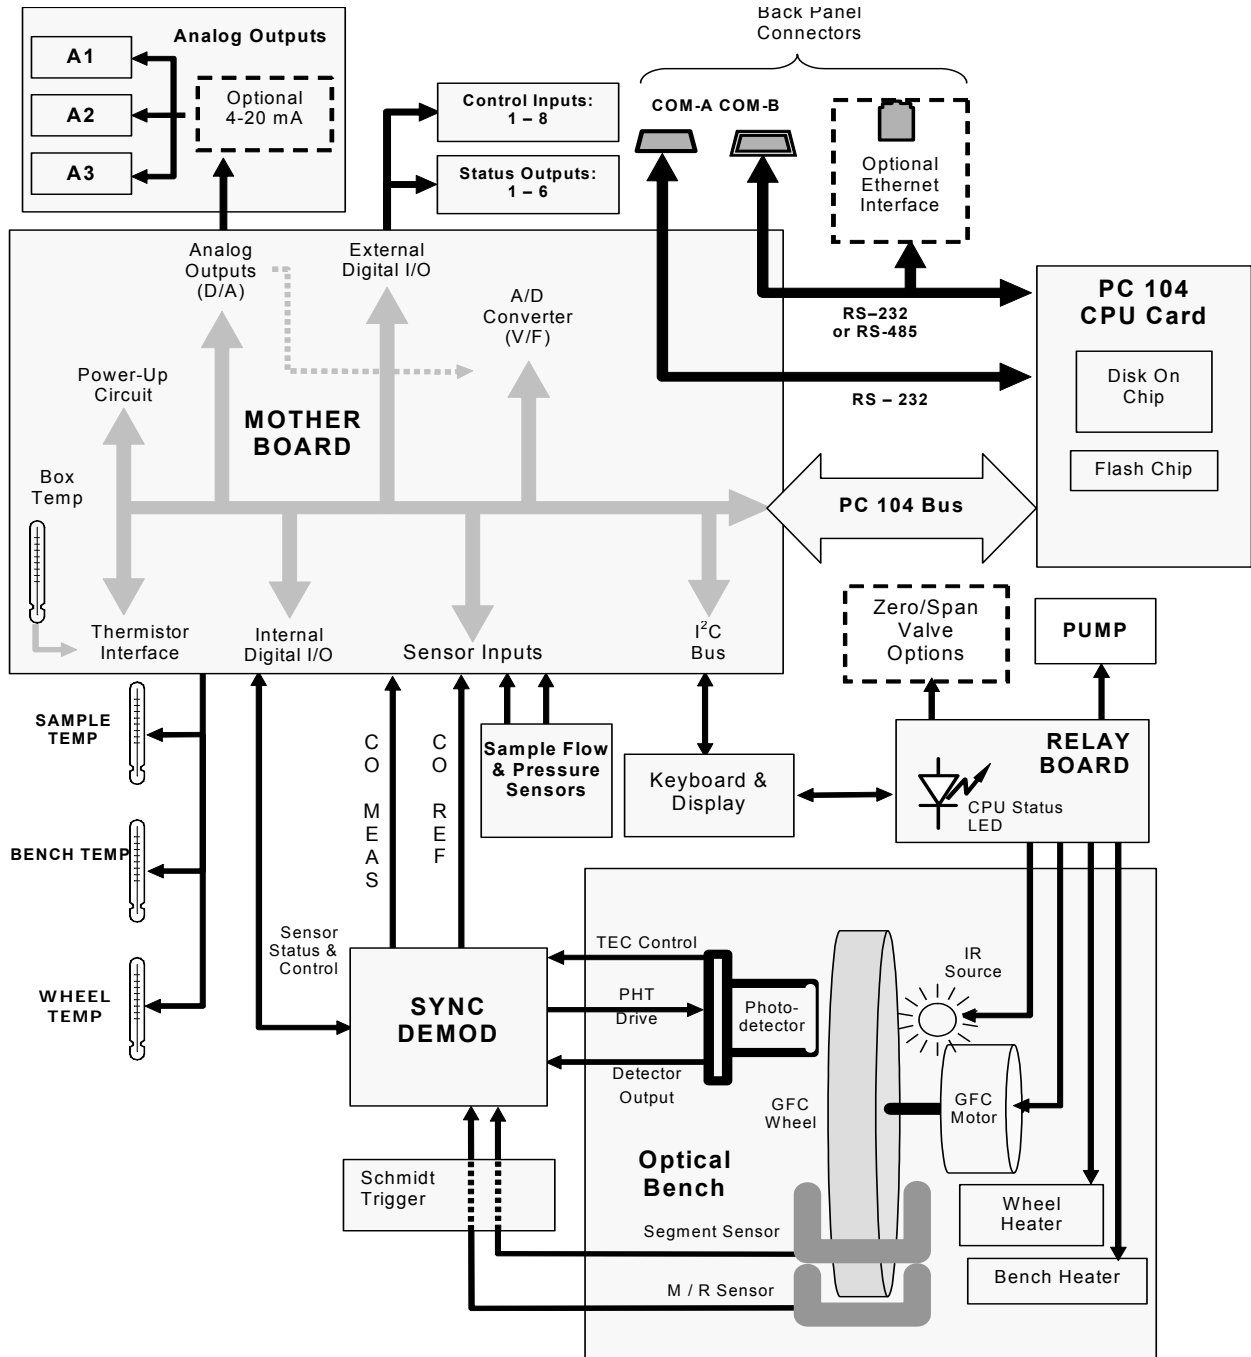 Back Panel
Connectors
Analog Outputs
A1
A2
A3
Optional
4-20 mA
Control Inputs:
1 – 8
Status Outputs:
1 – 6
COM-A COM-B
Optional
Ethernet
Interface
Analog
Outputs
(D/A)
External
Digital I/O
A/D
Converter
(V/F)
RS–232
or RS-485
RS – 232
PC 104
CPU Card
Disk On
Chip
Flash Chip
Power-Up
Circuit
MOTHER
BOARD
Box
Temp
PC 104 Bus
Thermistor
Interface
Internal
Digital I/O
Sensor Inputs
I2C
Bus
Zero/Span
Valve
Options
PUMP
SAMPLE
TEMP
BENCH TEMP
WHEEL
TEMP
CO MEAS
CO REF
Sample Flow
& Pressure
Sensors
Keyboard &
Display
RELAY
BOARD
CPU Status
LED
Sensor
Status &
Control
SYNC
DEMOD
TEC Control
PHT
Drive
Detector
Output
Photo-
detector
IR
Source
GFC
Wheel
GFC
Motor
Optical
Bench
Schmidt
Trigger
Segment Sensor
M / R Sensor
Wheel
Heater
Bench Heater